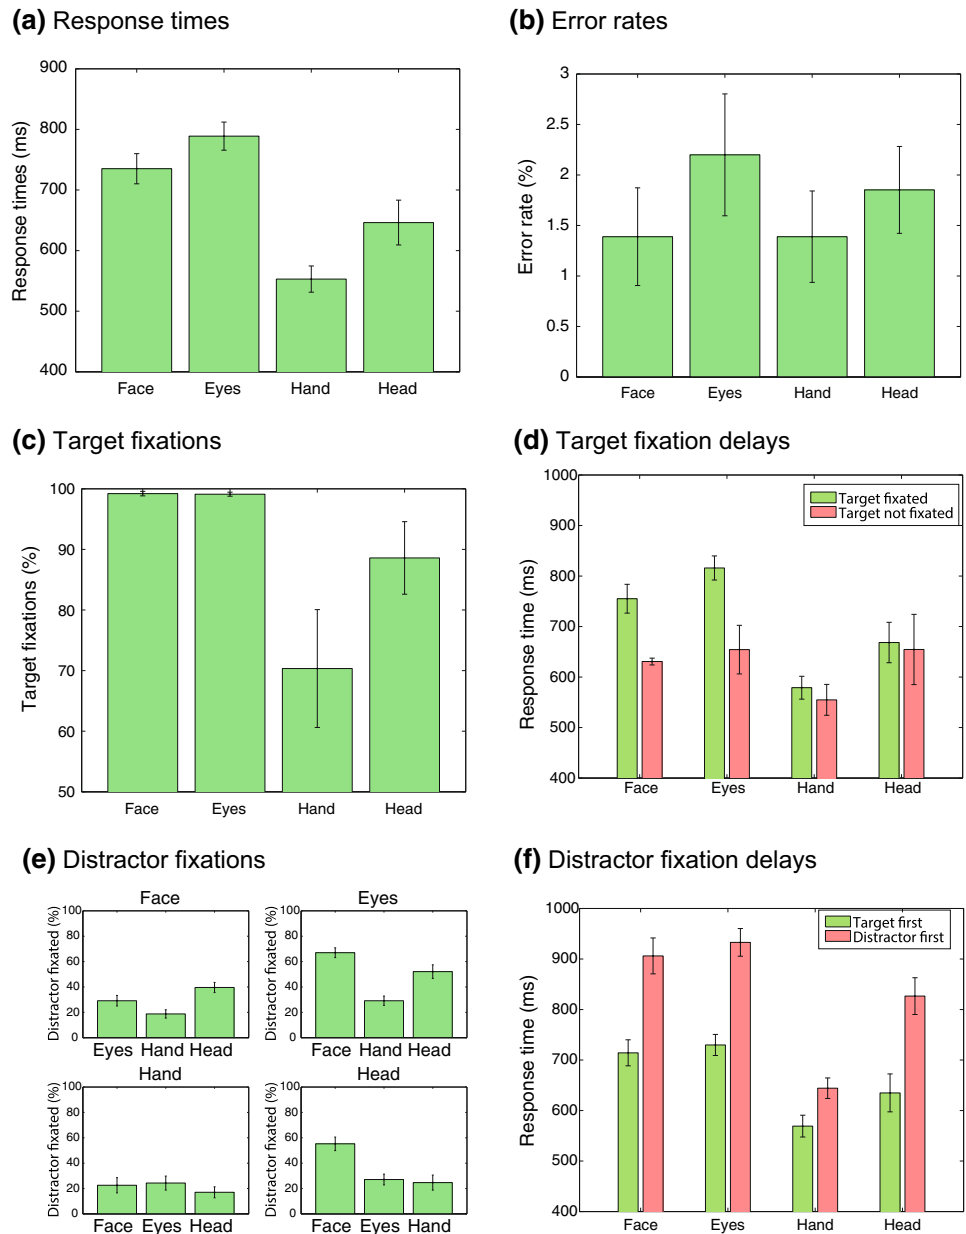 (a) Response times
Response times (ms)
900
800
700
600
500
400
Face Eyes Hand Head
(b) Error rates
Error rate (%)
3
2.5
2
1.5
1
0.5
0
Face Eyes Hand Head
(c) Target fixations
Target fixations (%)
100
90
80
70
60
50
Face Eyes Hand Head
(d) Target fixation delays
Response time (ms)
1000
900
800
700
600
500
400
Target fixated
Target not fixated
Face Eyes Hand Head
(e) Distractor fixations
Face
Distractor fixated (%)
100
80
60
40
20
0
Eyes Hand Head
Eyes
Distractor fixated (%)
100
80
60
40
20
0
Face Hand Head
Hand
Distractor fixated (%)
100
80
60
40
20
0
Face Eyes Head
Head
Distractor fixated (%)
100
80
60
40
20
0
Face Eyes Hand
(f) Distractor fixation delays
Response time (ms)
1000
900
800
700
600
500
400
Target first
Distractor first
Face Eyes Hand Head